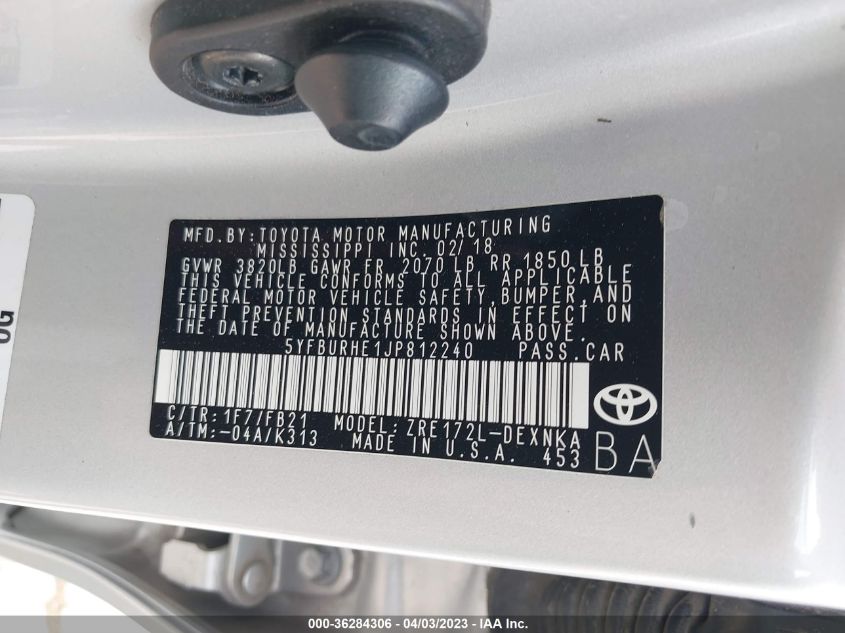 MFD.BY:TOYOTA MOTOR MANUFACTURING
MISSISSIPPI INC. 02/18
GVWR 3820LB GAWR FR 2070LB RR 1850LB
THIS VEHICLE CONFORMS TO ALL APPLICABLE
FEDERAL MOTOR VEHICLE SAFETY,BUMPER,AND
THEFT PREVENTION STANDARDS IN EFFECT ON
THE DATE OF MANUFACTURE SHOWN ABOVE.
5YFBURHE1JP812240 PASS.CAR
C/TR:1F7/FB21 MODEL:ZRE172L-DEXNKA
A/TM:-04A/K313 MADE IN U.S.A. 453 BA
OG
000-36284306 - 04/03/2023 - IAA Inc.